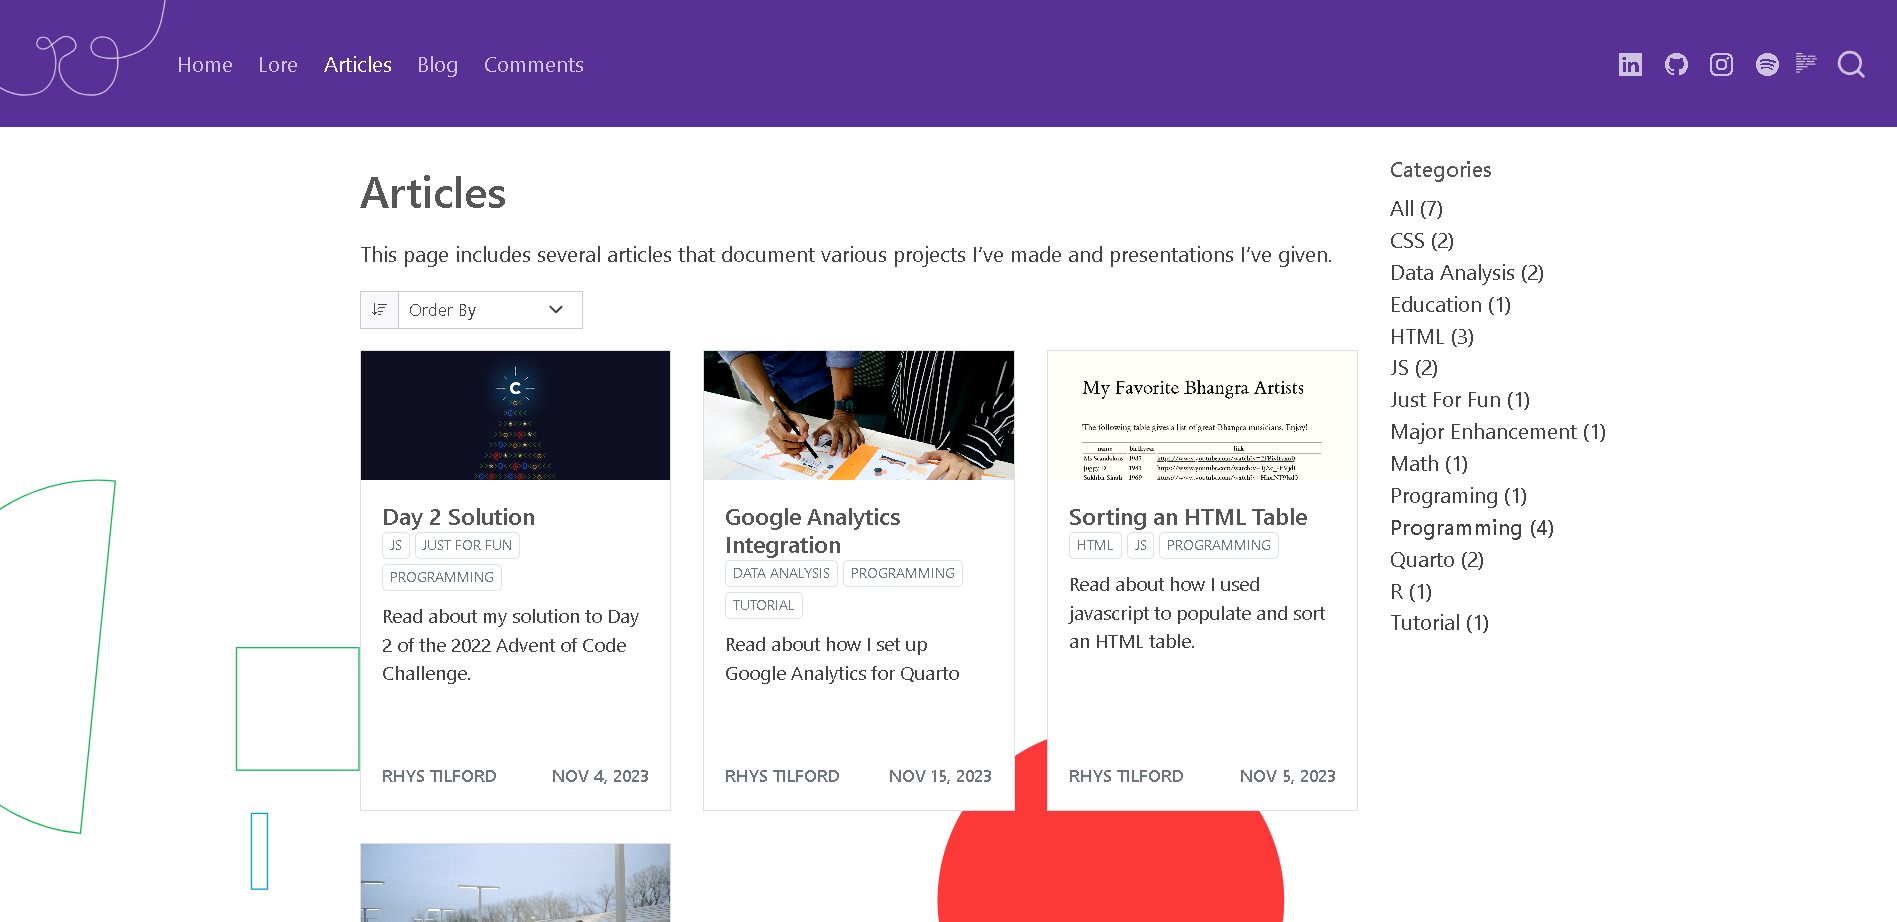 Home Lore Articles Blog Comments
Categories
Articles
All (7)
CSS (2)
This page includes several articles that document various projects I've made and presentations I've given.
Data Analysis (2)
Education (1)
Order By
HTML (3)
JS (2)
Just For Fun (1)
Major Enhancement (1)
Math (1)
Programing (1)
Programming (4)
Quarto (2)
R (1)
Tutorial (1)
C
Day 2 Solution
JS JUST FOR FUN
PROGRAMMING
Read about my solution to Day
2 of the 2022 Advent of Code
Challenge.
RHYS TILFORD NOV 4, 2023
Google Analytics
Integration
DATA ANALYSIS PROGRAMMING
TUTORIAL
Read about how I set up
Google Analytics for Quarto
RHYS TILFORD NOV 15, 2023
My Favorite Bhangra Artists
The following table gives a list of great Bhangra musicians. Enjoy!
name birthyear link
Sorting an HTML Table
HTML JS PROGRAMMING
Read about how I used
javascript to populate and sort
an HTML table.
RHYS TILFORD NOV 5, 2023